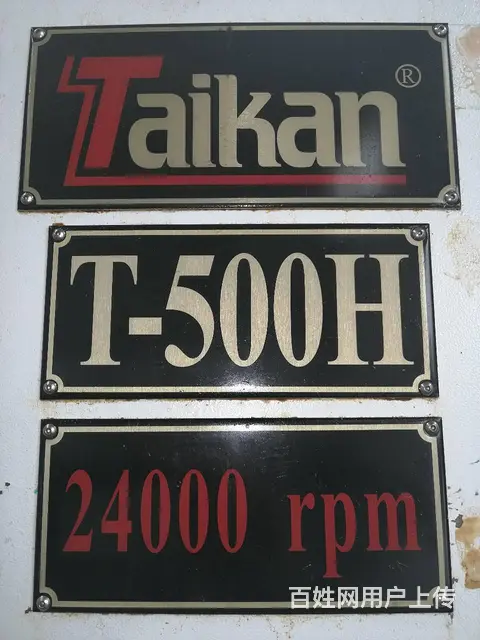 Taikan®
T-500H
24000 rpm
百姓网用户上传